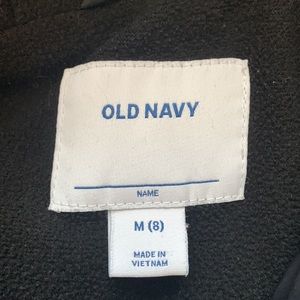 OLD NAVY
NAME
M (8)
MADE IN
VIETNAM